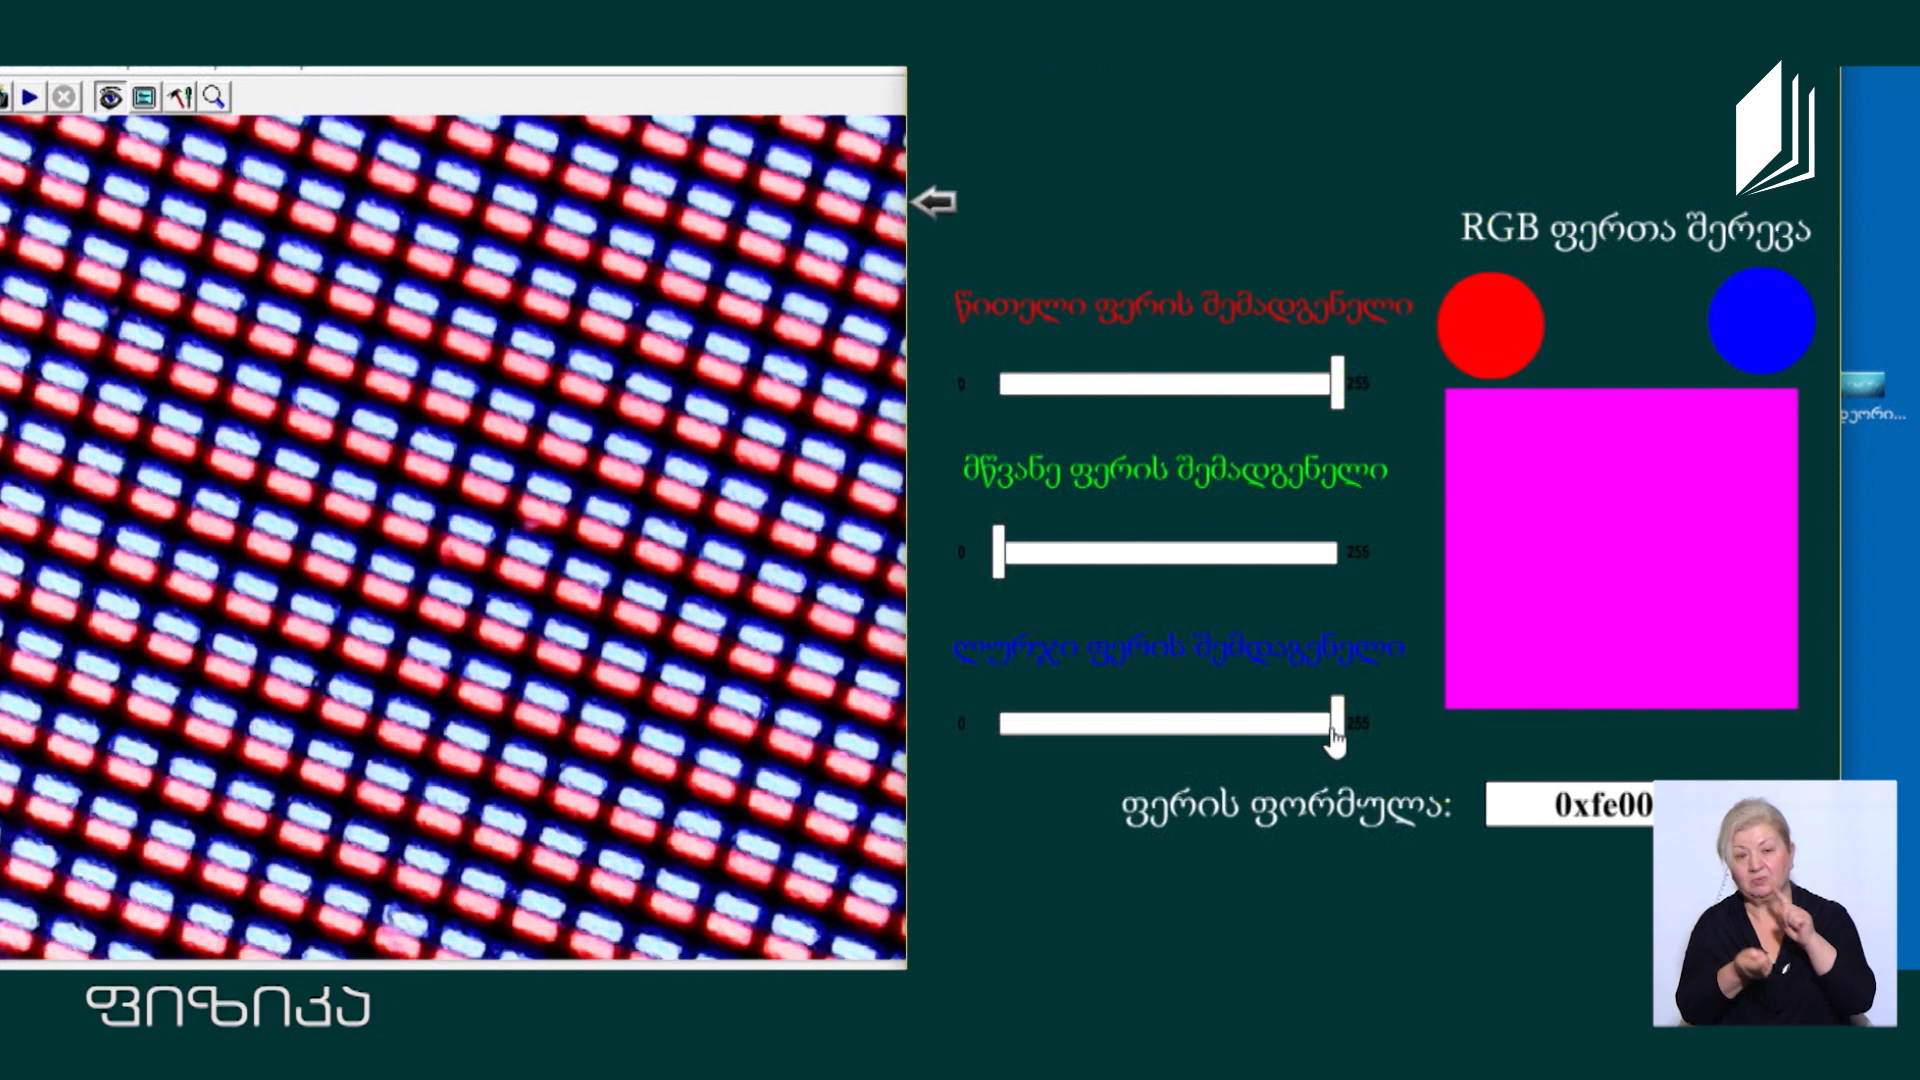 RGB ფერთა შერევა
წითელი ფერის შემადგენელი
0 255
მწვანე ფერის შემადგენელი
0 255
ლურჯი ფერის შემდაგენელი
0 255
ფერის ფორმულა: 0xfe00
ფიზიკა